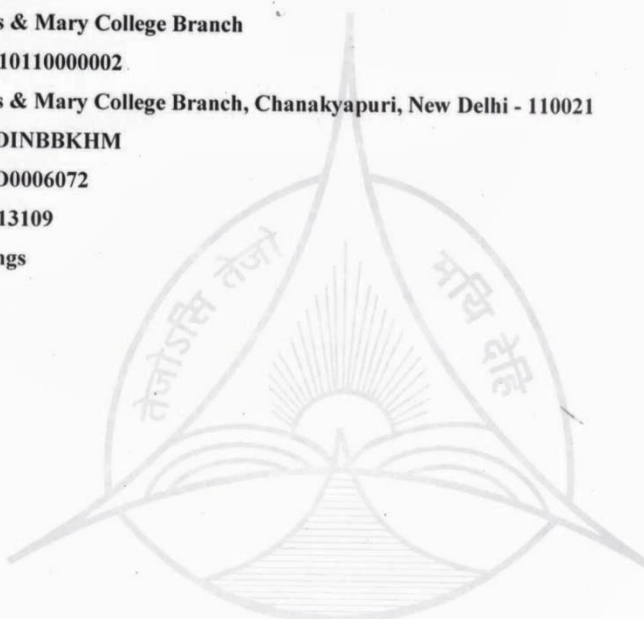 s & Mary College Branch
10110000002
s & Mary College Branch, Chanakyapuri, New Delhi - 110021
DINBBKHM
D0006072
13109
ngs
तेजोऽसि तेजो
मयि देहि